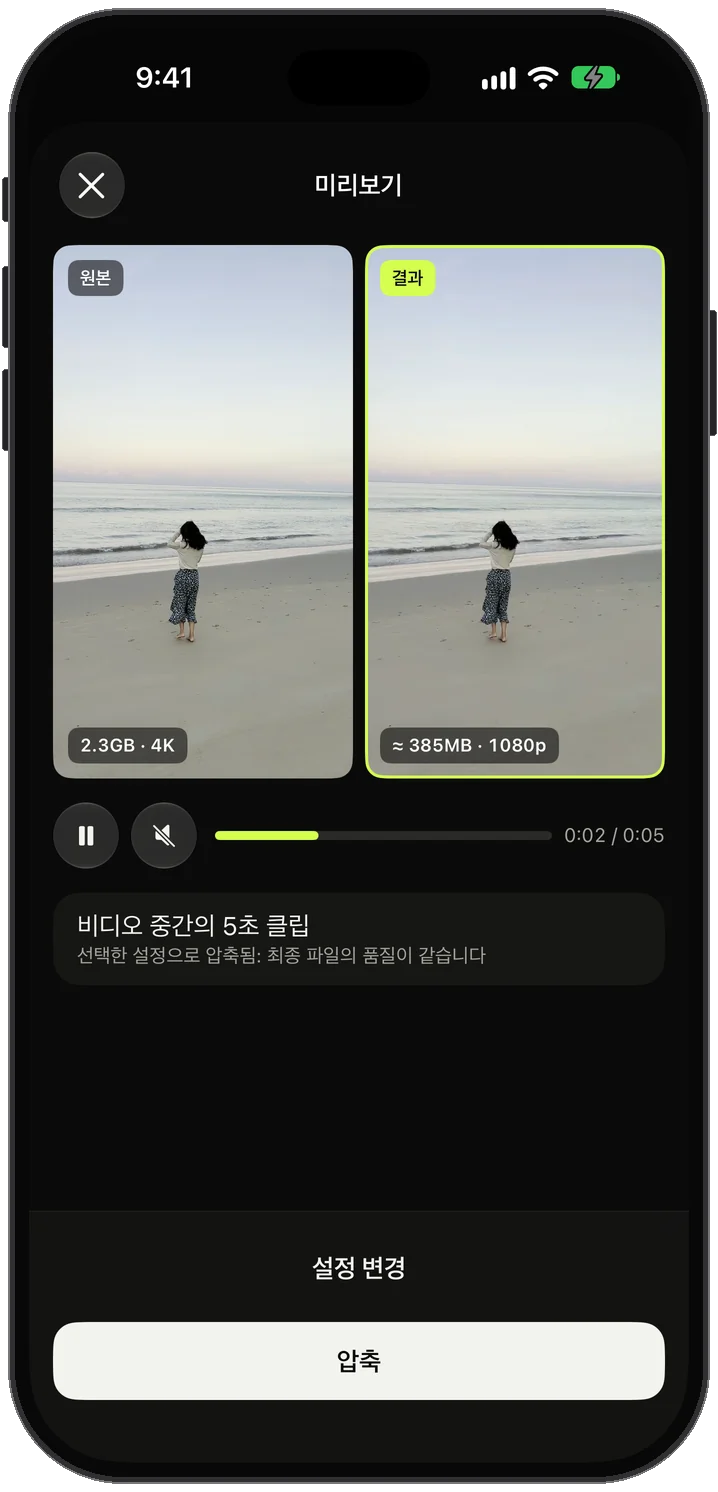 9:41
미리보기
원본
결과
2.3GB · 4K
≈ 385MB · 1080p
0:02 / 0:05
비디오 중간의 5초 클립
선택한 설정으로 압축됨: 최종 파일의 품질이 같습니다
설정 변경
압축